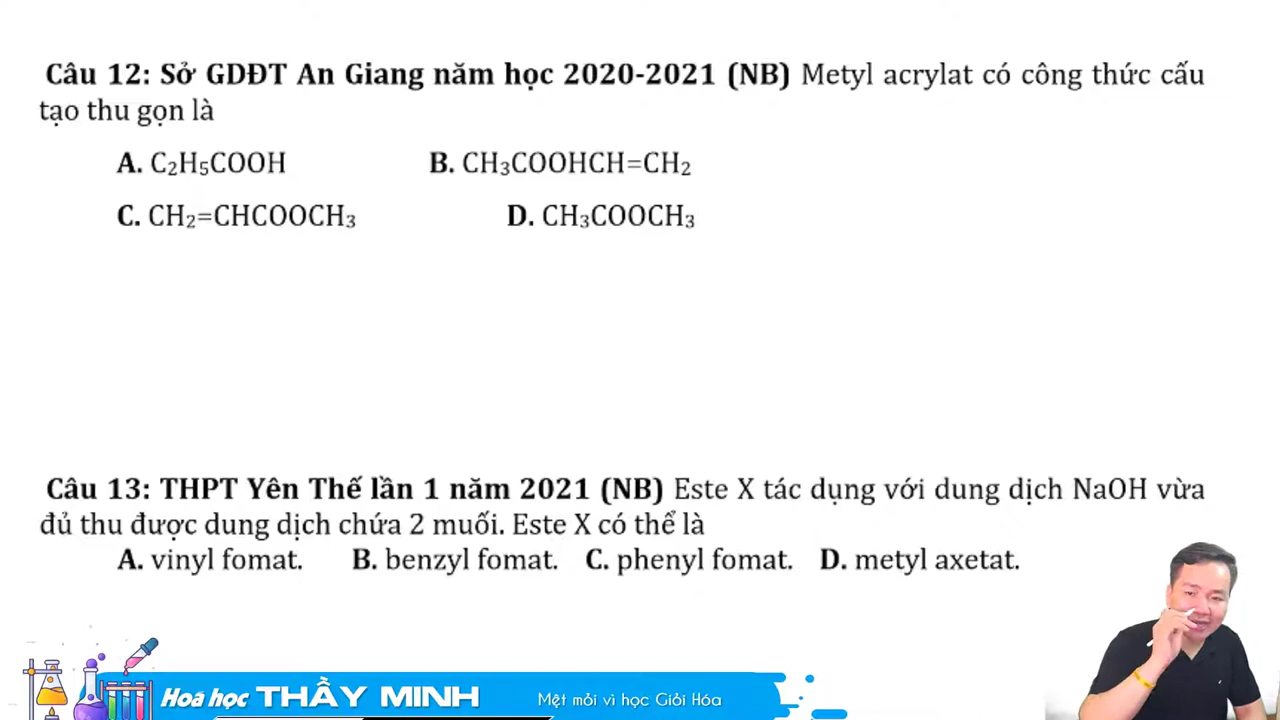 Câu 12: Sở GDĐT An Giang năm học 2020-2021 (NB) Metyl acrylat có công thức cấu
tạo thu gọn là
A. C₂H₅COOH B. CH₃COOHCH=CH₂
C. CH₂=CHCOOCH₃ D. CH₃COOCH₃
Câu 13: THPT Yên Thế lần 1 năm 2021 (NB) Este X tác dụng với dung dịch NaOH vừa
đủ thu được dung dịch chứa 2 muối. Este X có thể là
A. vinyl fomat. B. benzyl fomat. C. phenyl fomat. D. metyl axetat.
Hoá học THẦY MINH Mệt mỏi vì học Giỏi Hóa